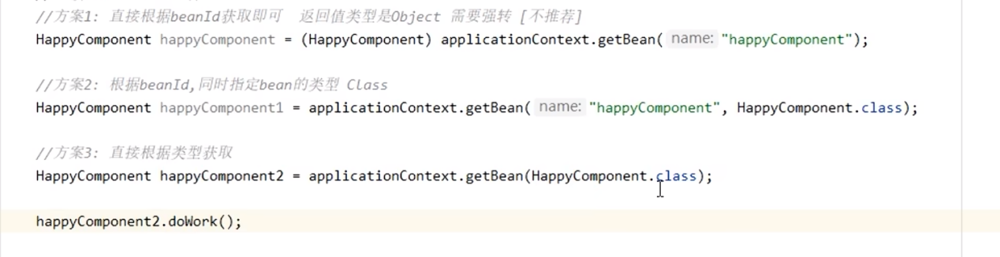 //方案1: 直接根据beanId获取即可 返回值类型是Object 需要强转 [不推荐]
HappyComponent happyComponent = (HappyComponent) applicationContext.getBean( name: "happyComponent");
//方案2: 根据beanId,同时指定bean的类型 Class
HappyComponent happyComponent1 = applicationContext.getBean( name: "happyComponent", HappyComponent.class);
//方案3: 直接根据类型获取
HappyComponent happyComponent2 = applicationContext.getBean(HappyComponent.class);
happyComponent2.doWork();